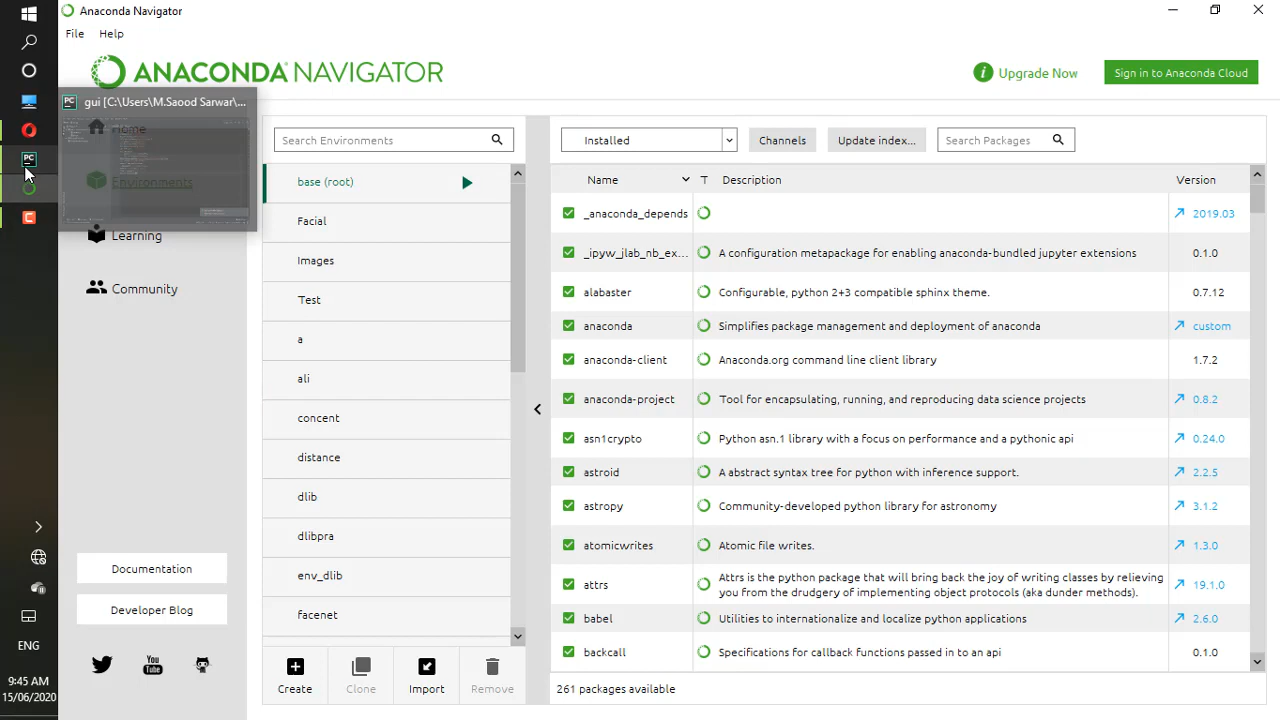 Anaconda Navigator
File Help
ANACONDA NAVIGATOR
Upgrade Now
Sign in to Anaconda Cloud
PC gui [C:\Users\M.Saood Sarwar\...
Home
Environments
Learning
Community
Documentation
Developer Blog
You
Tube
Search Environments
base (root)
Facial
Images
Test
a
ali
concent
distance
dlib
dlibpra
env_dlib
facenet
Create Clone Import Remove
Installed Channels Update index... Search Packages
Name T Description Version
_anaconda_depends 2019.03
_ipyw_jlab_nb_ex... A configuration metapackage for enabling anaconda-bundled jupyter extensions 0.1.0
alabaster Configurable, python 2+3 compatible sphinx theme. 0.7.12
anaconda Simplifies package management and deployment of anaconda custom
anaconda-client Anaconda.org command line client library 1.7.2
anaconda-project Tool for encapsulating, running, and reproducing data science projects 0.8.2
asn1crypto Python asn.1 library with a focus on performance and a pythonic api 0.24.0
astroid A abstract syntax tree for python with inference support. 2.2.5
astropy Community-developed python library for astronomy 3.1.2
atomicwrites Atomic file writes. 1.3.0
attrs Attrs is the python package that will bring back the joy of writing classes by relieving 19.1.0
you from the drudgery of implementing object protocols (aka dunder methods).
babel Utilities to internationalize and localize python applications 2.6.0
backcall Specifications for callback functions passed in to an api 0.1.0
261 packages available
PC
ENG
9:45 AM
15/06/2020